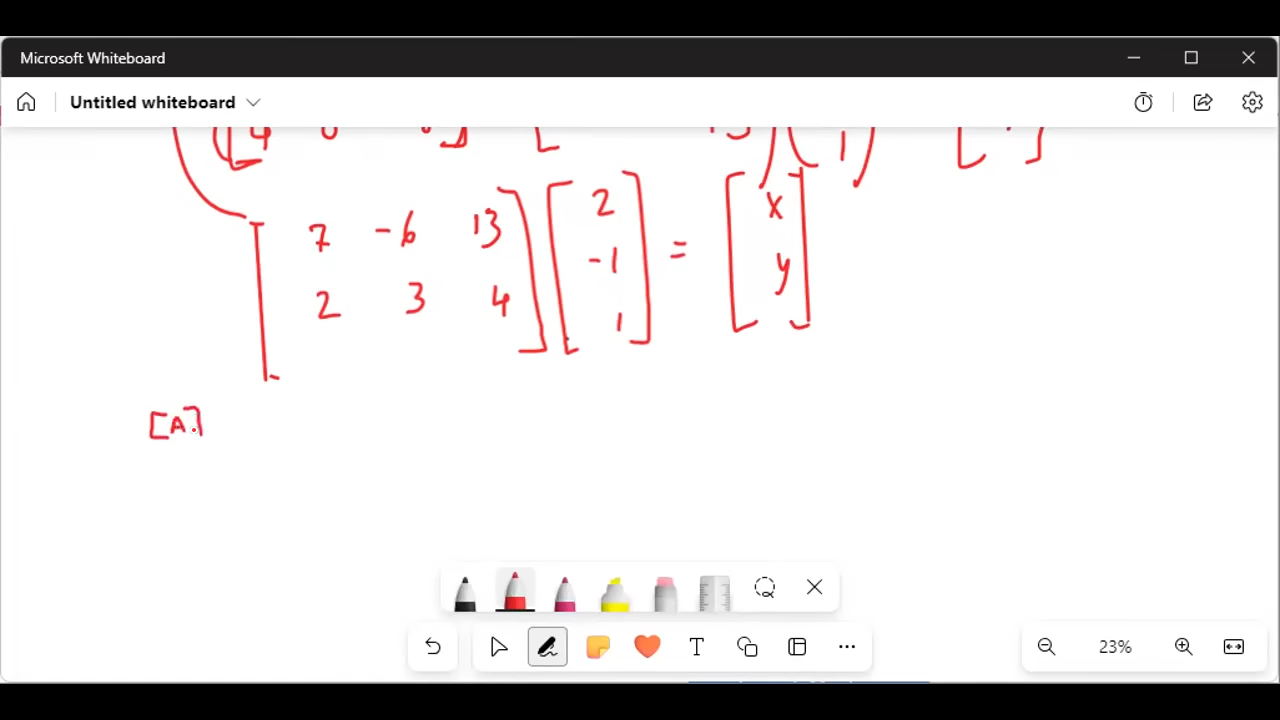 Microsoft Whiteboard
Untitled whiteboard
7 -6 13 2 x
-1 = y
2 3 4 1
[A]
T
23%